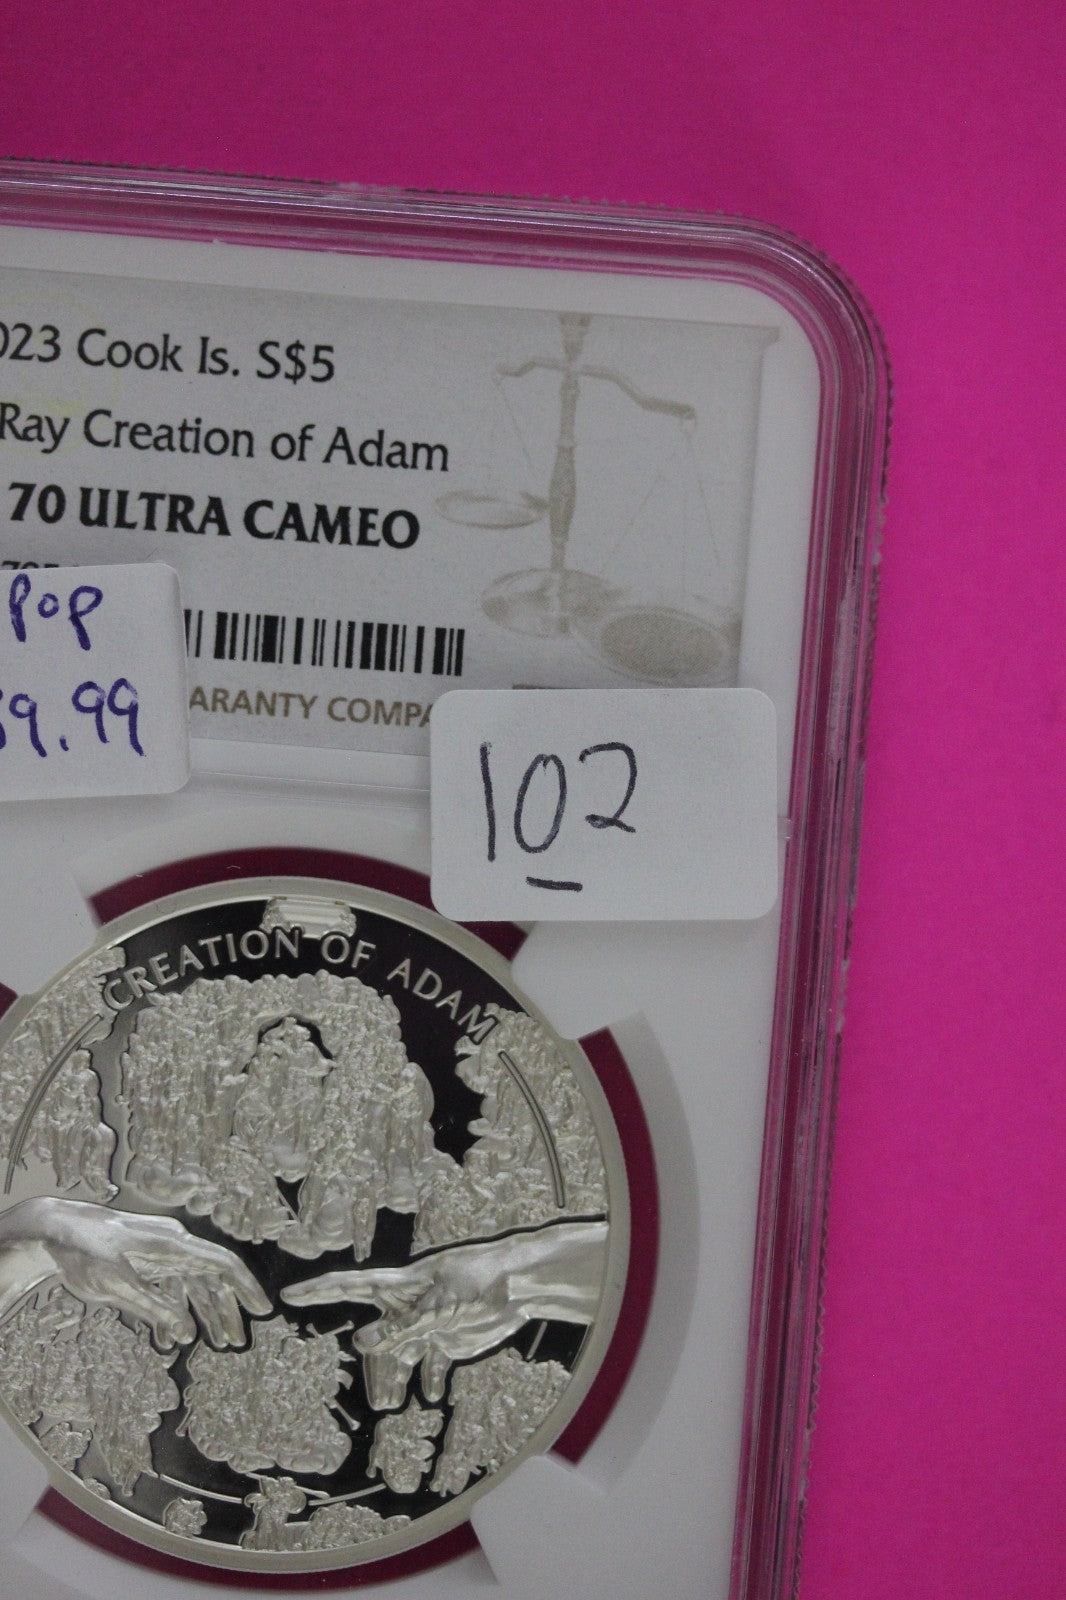 023 Cook Is. S$5
Ray Creation of Adam
70 ULTRA CAMEO
Pop
9.99
ARANTY COMPA
102
CREATION OF ADAM